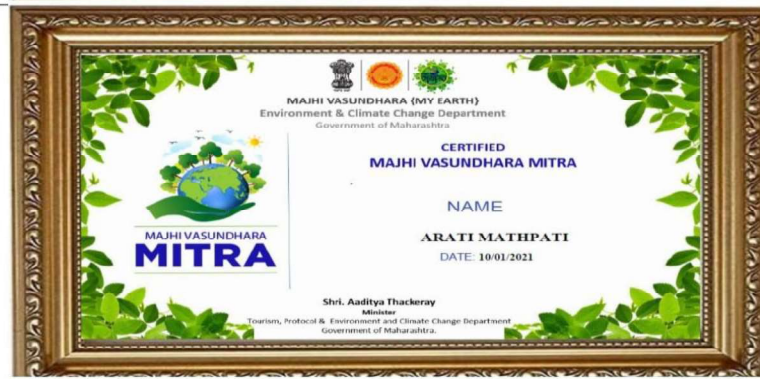 MAJHI VASUNDHARA (MY EARTH)
Environment & Climate Change Department
Government of Maharashtra
CERTIFIED
MAJHI VASUNDHARA MITRA
NAME
ARATI MATHPATI
DATE: 10/01/2021
MAJHI VASUNDHARA
MITRA
Shri. Aaditya Thackeray
Minister
Tourism, Protocol & Environment and Climate Change Department
Government of Maharashtra.